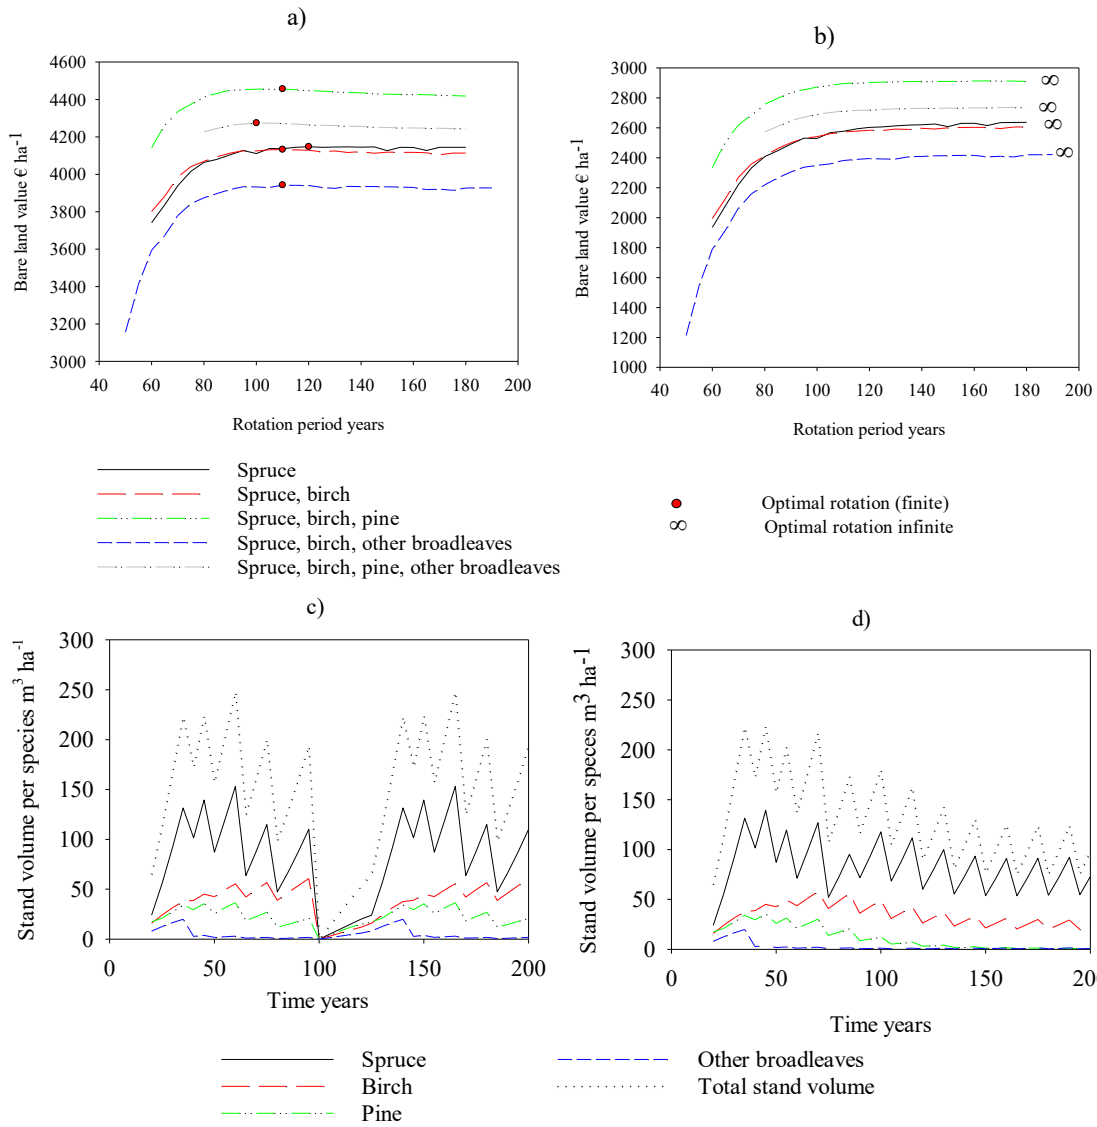 a)
Bare land value € ha⁻¹
4600
4400
4200
4000
3800
3600
3400
3200
3000
40 60 80 100 120 140 160 180 200
Rotation period years
b)
Bare land value € ha⁻¹
3000
2800
2600
2400
2200
2000
1800
1600
1400
1200
1000
∞
∞
∞
∞
40 60 80 100 120 140 160 180 200
Rotation period years
Spruce
Spruce, birch
Spruce, birch, pine
Spruce, birch, other broadleaves
Spruce, birch, pine, other broadleaves
Optimal rotation (finite)
∞ Optimal rotation infinite
c)
Stand volume per species m³ ha⁻¹
300
250
200
150
100
50
0
0 50 100 150 200
Time years
d)
Stand volume per speces m³ ha⁻¹
300
250
200
150
100
50
0
0 50 100 150 200
Time years
Spruce
Birch
Pine
Other broadleaves
Total stand volume